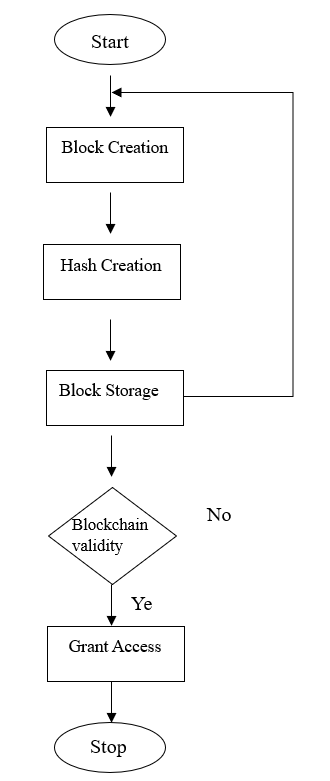 Start
Block Creation
Hash Creation
Block Storage
Blockchain
validity
No
Ye
Grant Access
Stop